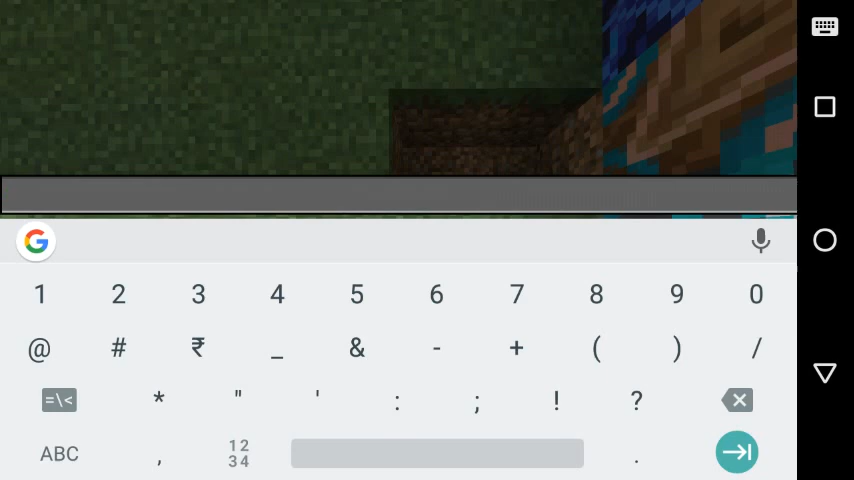 G
1 2 3 4 5 6 7 8 9 0
@ # ₹ _ & - + ( ) /
=\< * " ' : ; ! ?
ABC , 12 34 .